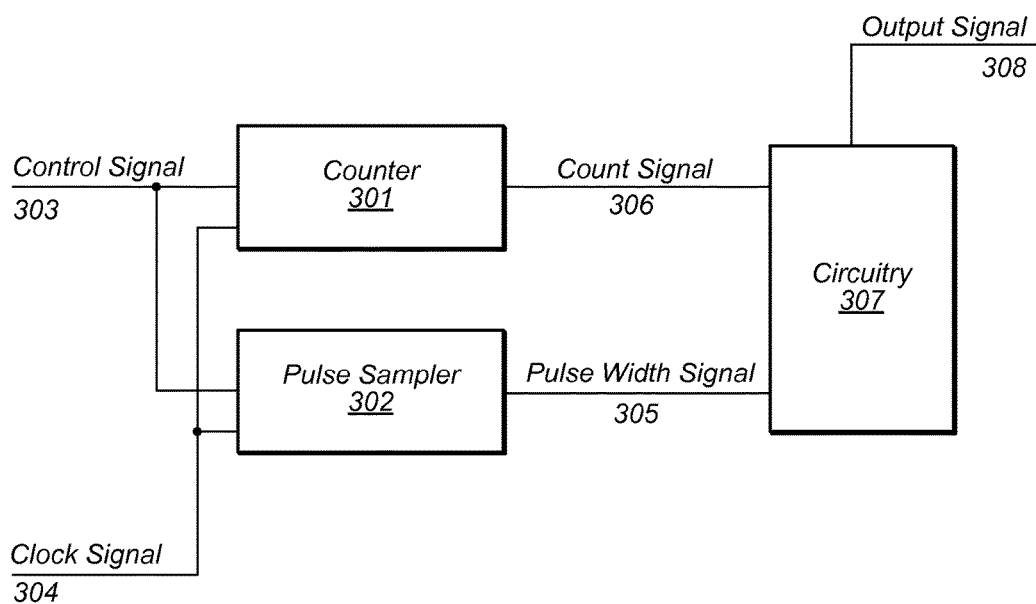 Output Signal
308
Control Signal
303
Counter
301
Count Signal
306
Circuitry
307
Pulse Sampler
302
Pulse Width Signal
305
Clock Signal
304